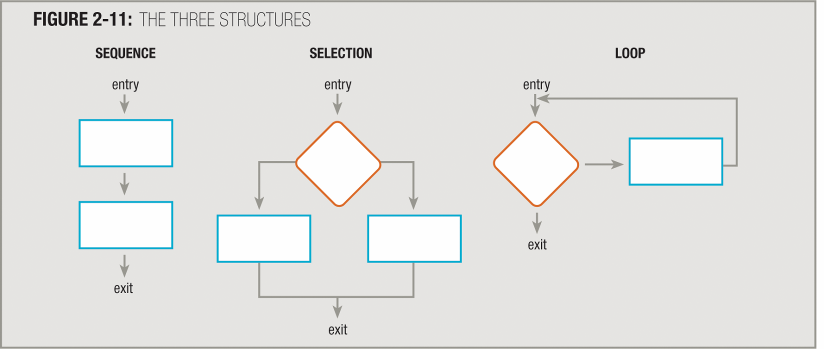 FIGURE 2-11: THE THREE STRUCTURES
SEQUENCE
SELECTION
LOOP
entry
entry
entry
exit
exit
exit